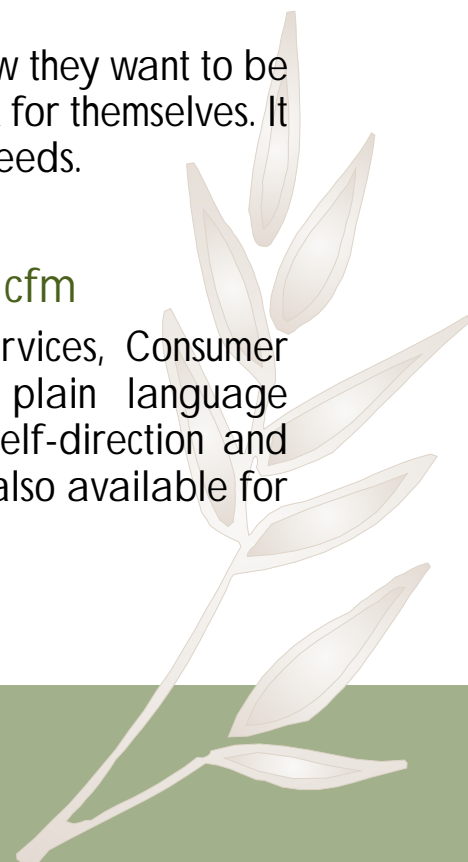 they want to be
for themselves. It
eeds.
cfm
rvices, Consumer
plain language
elf-direction and
also available for